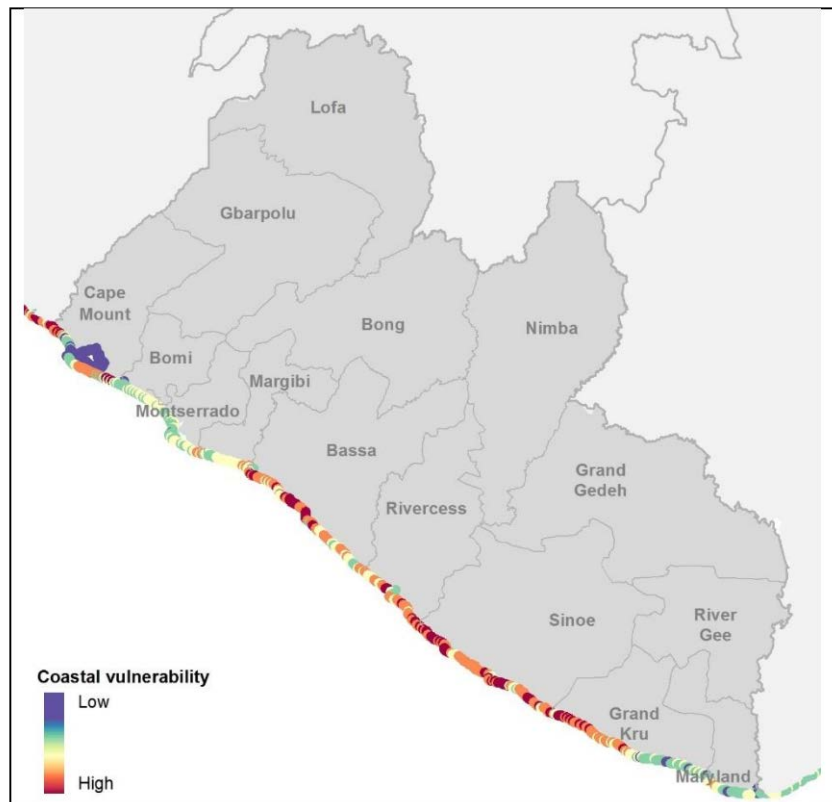 Lofa
Gbarpolu
Cape
Mount
Bong
Nimba
Bomi
Margibi
Montserrado
Bassa
Grand
Gedeh
Rivercess
Sinoe
River
Gee
Grand
Kru
Maryland
Coastal vulnerability
Low
High